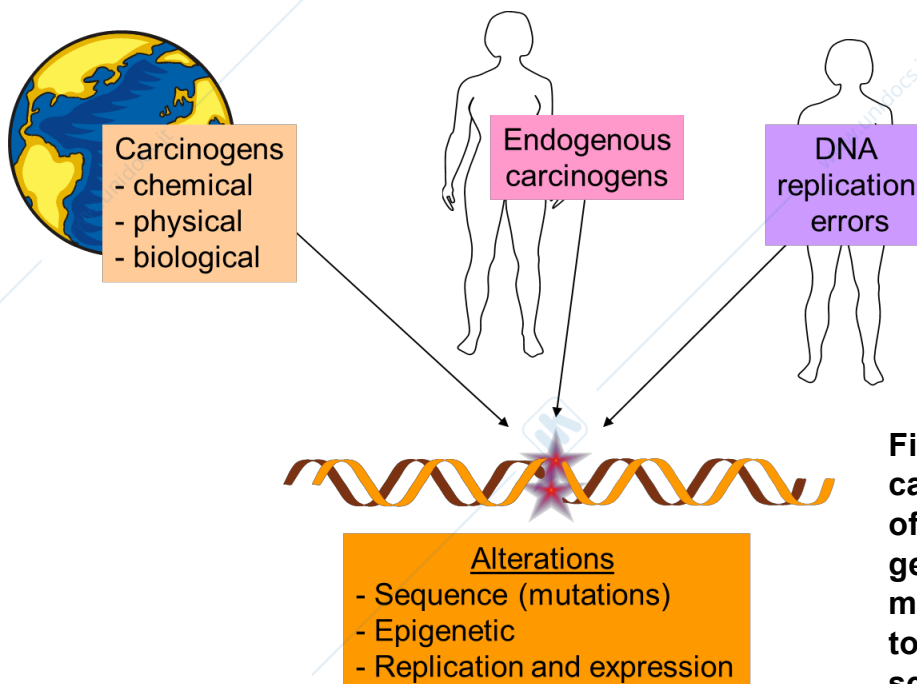 Carcinogens
- chemical
- physical
- biological
Endogenous
carcinogens
DNA
replication
errors
Alterations
- Sequence (mutations)
- Epigenetic
- Replication and expression